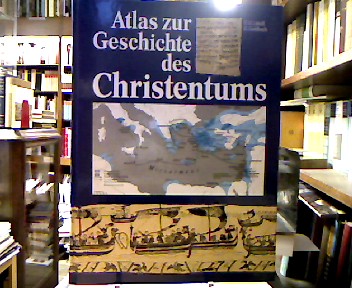 Atlas zur
Geschichte
des
Christentums